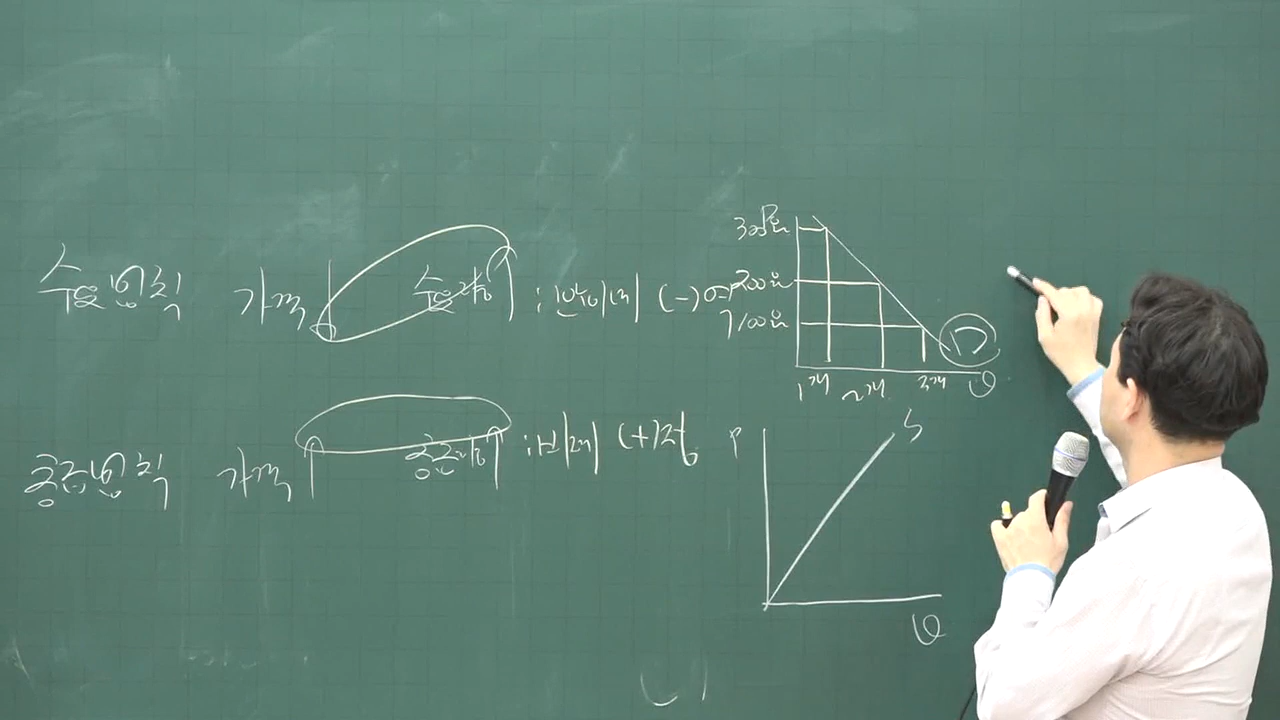 수요법칙 가격↑ 수요량↓ : 반비례 (-)
공급법칙 가격↑ 공급량↑ : 비례 (+)
P
300원
200원
100원
D
1개 2개 3개 Q
P
S
Q